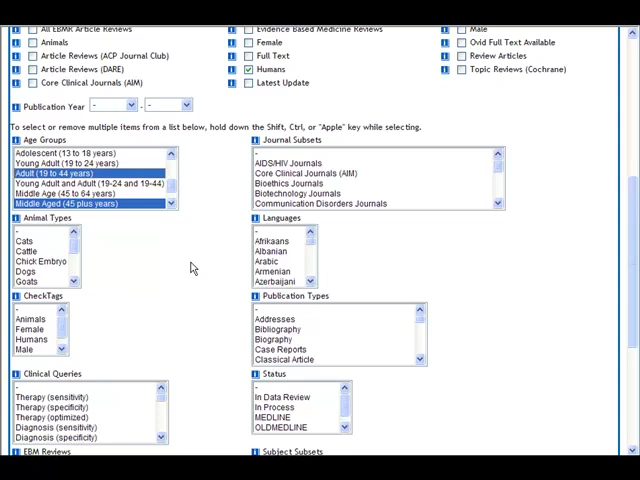 All EBMR Article Reviews
Evidence Based Medicine Reviews
Male
Animals
Female
Ovid Full Text Available
Article Reviews (ACP Journal Club)
Full Text
Review Articles
Article Reviews (DARE)
Humans
Topic Reviews (Cochrane)
Core Clinical Journals (AIM)
Latest Update
Publication Year - - -
To select or remove multiple items from a list below, hold down the Shift, Ctrl, or "Apple" key while selecting.
Age Groups
Adolescent (13 to 18 years)
Young Adult (19 to 24 years)
Adult (19 to 44 years)
Young Adult and Adult (19-24 and 19-44)
Middle Age (45 to 64 years)
Middle Aged (45 plus years)
Journal Subsets
-
AIDS/HIV Journals
Core Clinical Journals (AIM)
Bioethics Journals
Biotechnology Journals
Communication Disorders Journals
Animal Types
-
Cats
Cattle
Chick Embryo
Dogs
Goats
Languages
-
Afrikaans
Albanian
Arabic
Armenian
Azerbaijani
CheckTags
-
Animals
Female
Humans
Male
Publication Types
-
Addresses
Bibliography
Biography
Case Reports
Classical Article
Clinical Queries
-
Therapy (sensitivity)
Therapy (specificity)
Therapy (optimized)
Diagnosis (sensitivity)
Diagnosis (specificity)
Status
-
In Data Review
In Process
MEDLINE
OLDMEDLINE
EBM Reviews
Subject Subsets